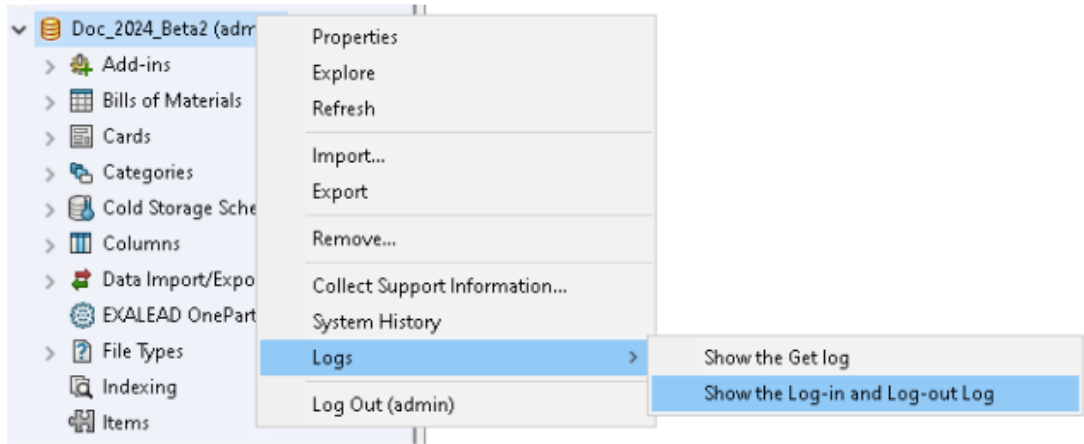 Doc_2024_Beta2 (adm
Add-ins
Bills of Materials
Cards
Categories
Cold Storage Sche
Columns
Data Import/Expo
EXALEAD OnePart
File Types
Indexing
Items
Properties
Explore
Refresh
Import...
Export
Remove...
Collect Support Information...
System History
Logs
Log Out (admin)
Show the Get log
Show the Log-in and Log-out Log